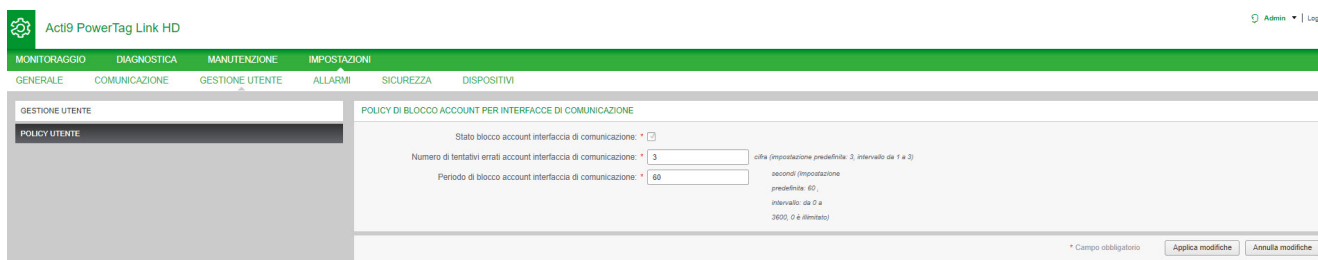 Acti9 PowerTag Link HD
Admin | Log
MONITORAGGIO DIAGNOSTICA MANUTENZIONE IMPOSTAZIONI
GENERALE COMUNICAZIONE GESTIONE UTENTE ALLARMI SICUREZZA DISPOSITIVI
GESTIONE UTENTE
POLICY UTENTE
POLICY DI BLOCCO ACCOUNT PER INTERFACCE DI COMUNICAZIONE
Stato blocco account interfaccia di comunicazione: *
Numero di tentativi errati account interfaccia di comunicazione: * 3 cifra (impostazione predefinita: 3, intervallo da 1 a 3)
Periodo di blocco account interfaccia di comunicazione: * 60 secondi (impostazione
predefinita: 60 ,
intervallo: da 0 a
3600, 0 è illimitato)
* Campo obbligatorio Applica modifiche Annulla modifiche